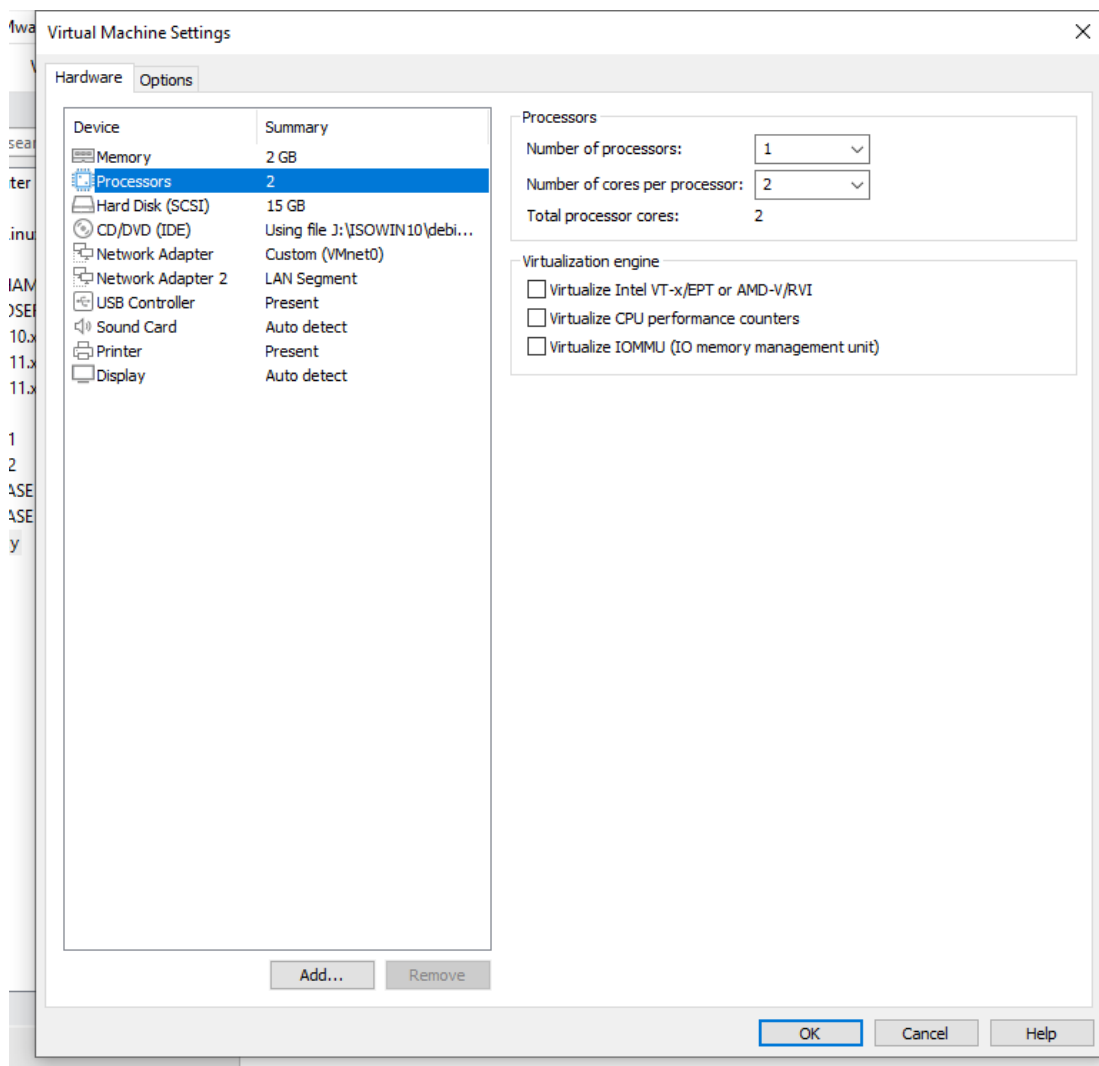 Virtual Machine Settings
Hardware
Options
Device Summary
Memory 2 GB
Processors 2
Hard Disk (SCSI) 15 GB
CD/DVD (IDE) Using file J:\ISOWIN10\debi...
Network Adapter Custom (VMnet0)
Network Adapter 2 LAN Segment
USB Controller Present
Sound Card Auto detect
Printer Present
Display Auto detect
Add...
Remove
Processors
Number of processors: 1
Number of cores per processor: 2
Total processor cores: 2
Virtualization engine
Virtualize Intel VT-x/EPT or AMD-V/RVI
Virtualize CPU performance counters
Virtualize IOMMU (IO memory management unit)
OK
Cancel
Help